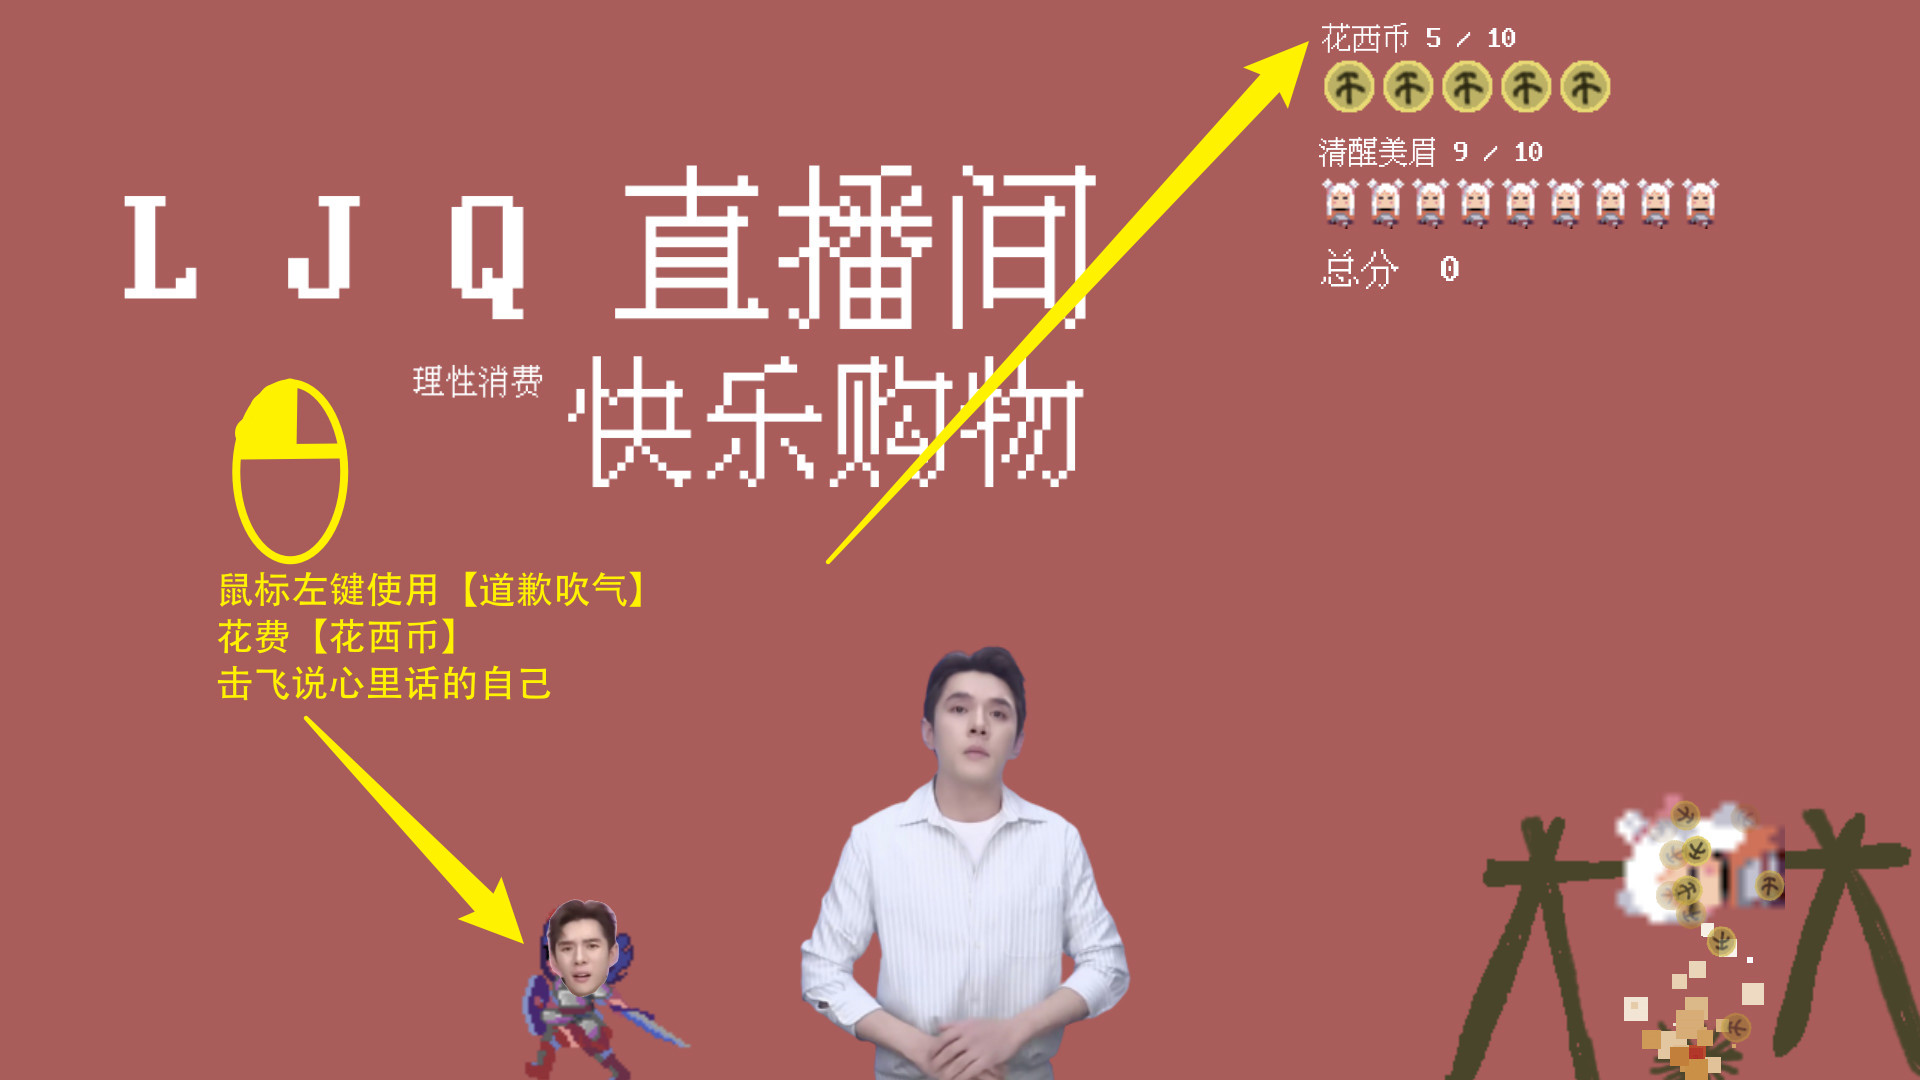 LJQ 直播间
理性消费 快乐购物
花西币 5 / 10
清醒美眉 9 / 10
总分 0
鼠标左键使用【道歉吹气】
花费【花西币】
击飞说心里话的自己